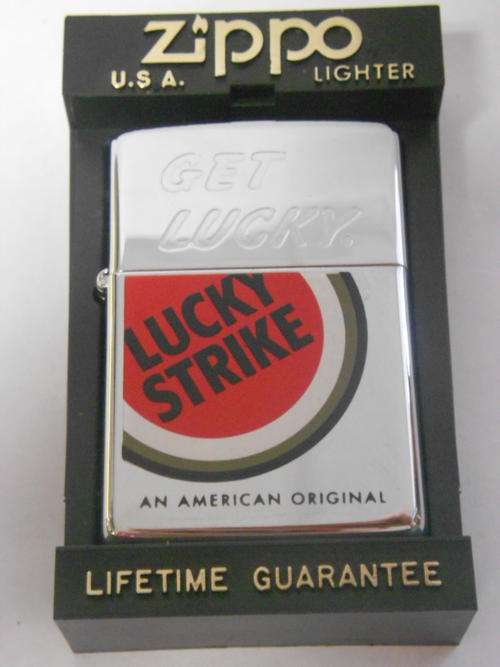 Zippo
U.S.A. LIGHTER
GET
LUCKY.
LUCKY
STRIKE
AN AMERICAN ORIGINAL
LIFETIME GUARANTEE